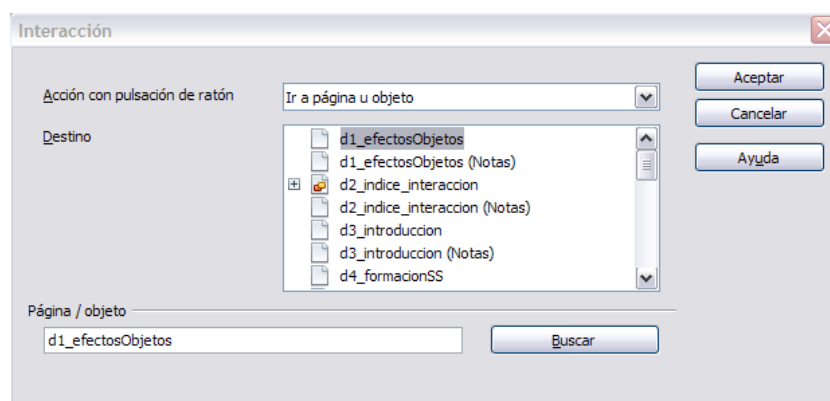 Interacción
Acción con pulsación de ratón
Ir a página u objeto
Aceptar
Cancelar
Ayuda
Destino
d1_efectosObjetos
d1_efectosObjetos (Notas)
d2_indice_interaccion
d2_indice_interaccion (Notas)
d3_introduccion
d3_introduccion (Notas)
d4_formacionSS
Página / objeto
d1_efectosObjetos
Buscar